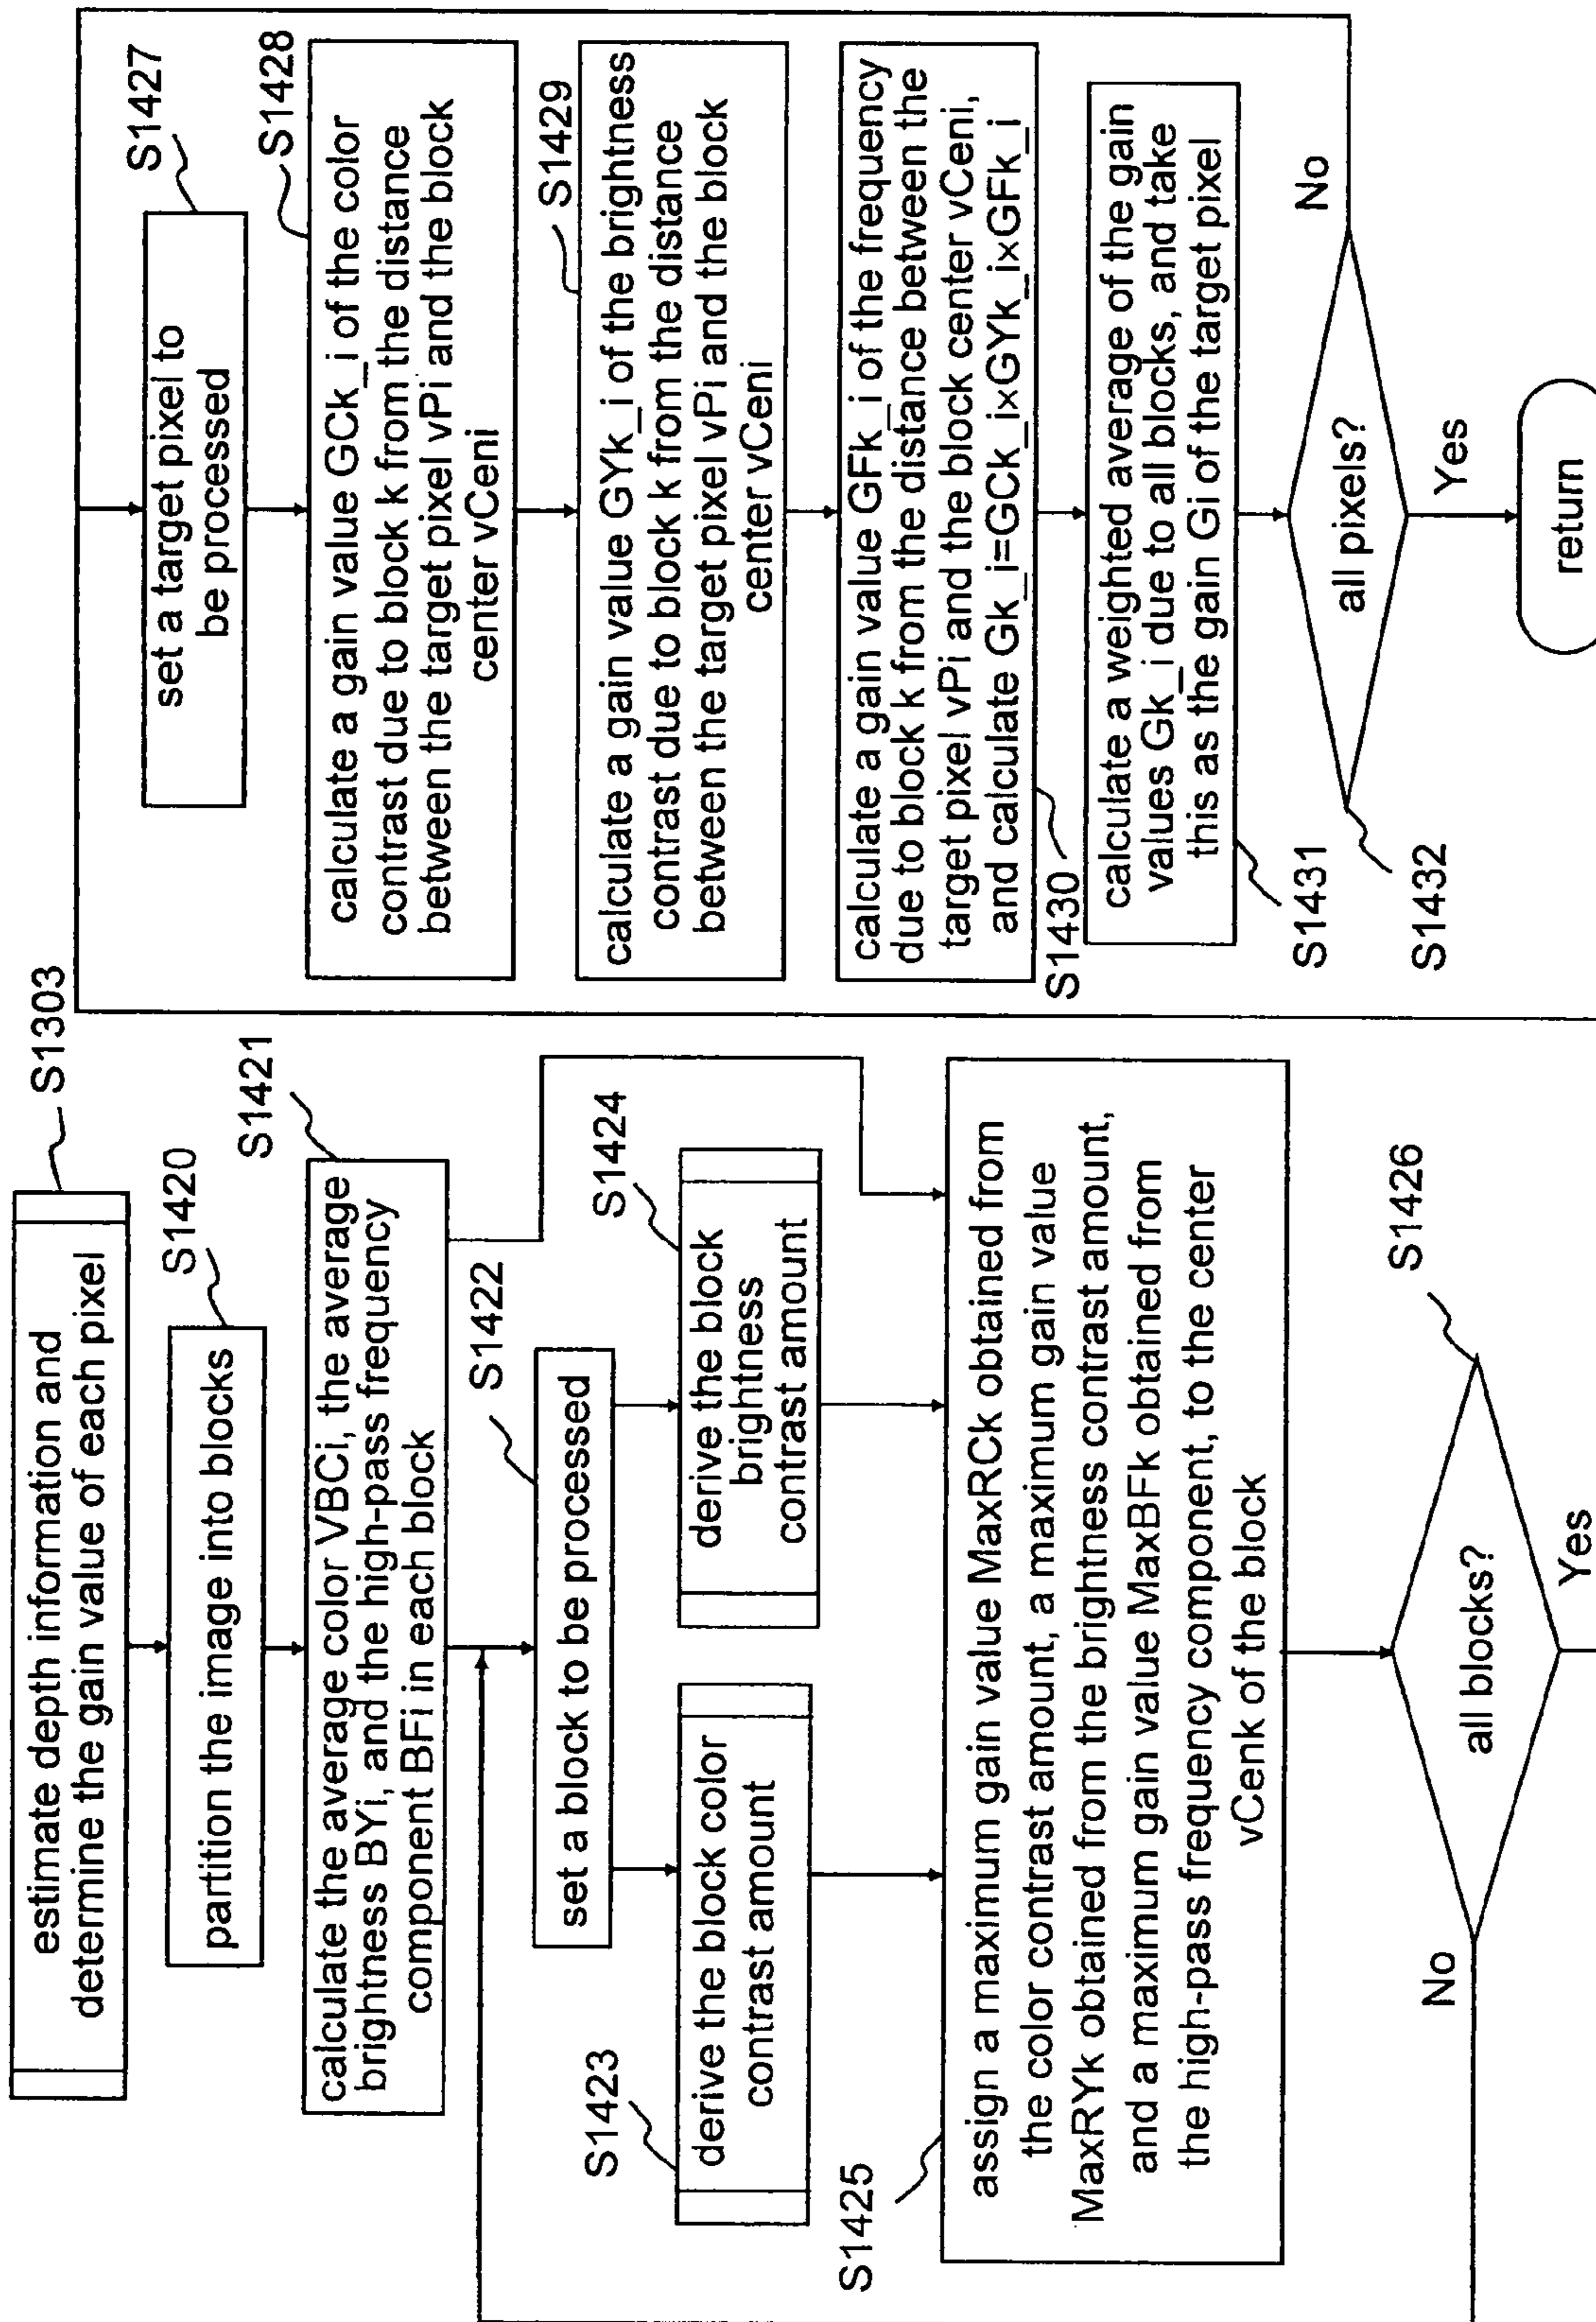 estimate depth information and
determine the gain value of each pixel
S1303
partition the image into blocks
S1420
calculate the average color VBCi, the average
brightness BYi, and the high-pass frequency
component BFi in each block
S1421
set a block to be processed
S1422
derive the block color
contrast amount
S1423
derive the block
brightness
contrast amount
S1424
assign a maximum gain value MaxRCk obtained from
the color contrast amount, a maximum gain value
MaxRYk obtained from the brightness contrast amount,
and a maximum gain value MaxBFk obtained from
the high-pass frequency component, to the center
vCenk of the block
S1425
all blocks?
S1426
No
Yes
set a target pixel to
be processed
S1427
calculate a gain value GCk_i of the color
contrast due to block k from the distance
between the target pixel vPi and the block
center vCeni
S1428
calculate a gain value GYk_i of the brightness
contrast due to block k from the distance
between the target pixel vPi and the block
center vCeni
S1429
calculate a gain value GFk_i of the frequency
due to block k from the distance between the
target pixel vPi and the block center vCeni,
and calculate Gk_i=GCk_i×GYk_i×GFk_i
S1430
calculate a weighted average of the gain
values Gk_i due to all blocks, and take
this as the gain Gi of the target pixel
S1431
all pixels?
S1432
No
Yes
return